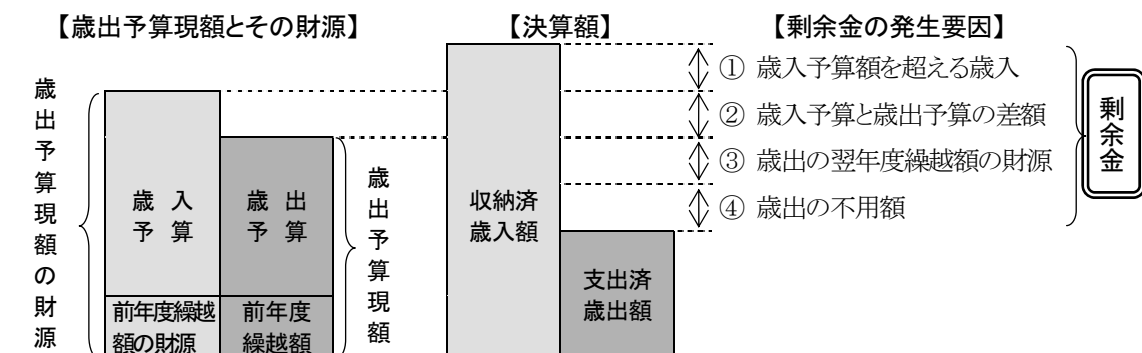 【歳出予算現額とその財源】
【決算額】
【剰余金の発生要因】
歳出予算現額の財源
歳 入
予 算
前年度繰越
額の財源
歳 出
予 算
前年度
繰越額
歳出予算現額
収納済
歳入額
支出済
歳出額
① 歳入予算額を超える歳入
② 歳入予算と歳出予算の差額
③ 歳出の翌年度繰越額の財源
④ 歳出の不用額
剰余金